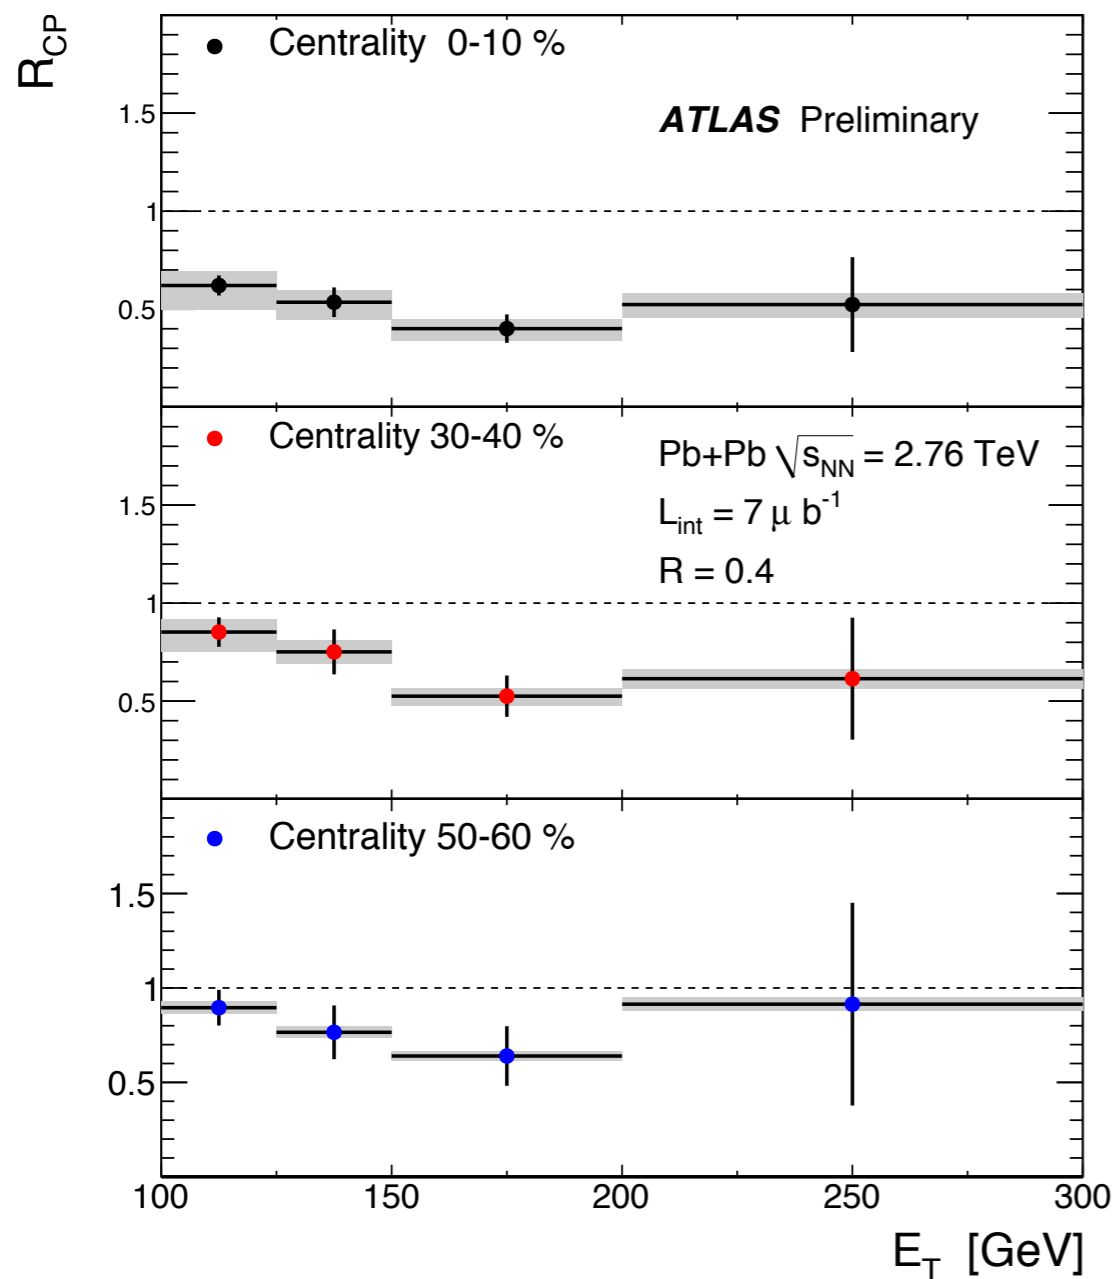 R_CP
Centrality 0-10 %
1.5
ATLAS Preliminary
1
0.5
Centrality 30-40 %
Pb+Pb √s_NN = 2.76 TeV
1.5
L_int = 7 μ b^-1
R = 0.4
1
0.5
Centrality 50-60 %
1.5
1
0.5
100 150 200 250 300
E_T [GeV]